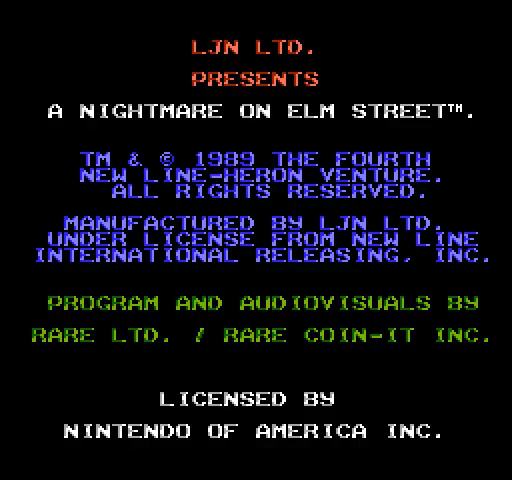 LJN LTD.
PRESENTS
A NIGHTMARE ON ELM STREET™.
TM & © 1989 THE FOURTH
NEW LINE-HERON VENTURE.
ALL RIGHTS RESERVED.
MANUFACTURED BY LJN LTD.
UNDER LICENSE FROM NEW LINE
INTERNATIONAL RELEASING, INC.
PROGRAM AND AUDIOVISUALS BY
RARE LTD. / RARE COIN-IT INC.
LICENSED BY
NINTENDO OF AMERICA INC.